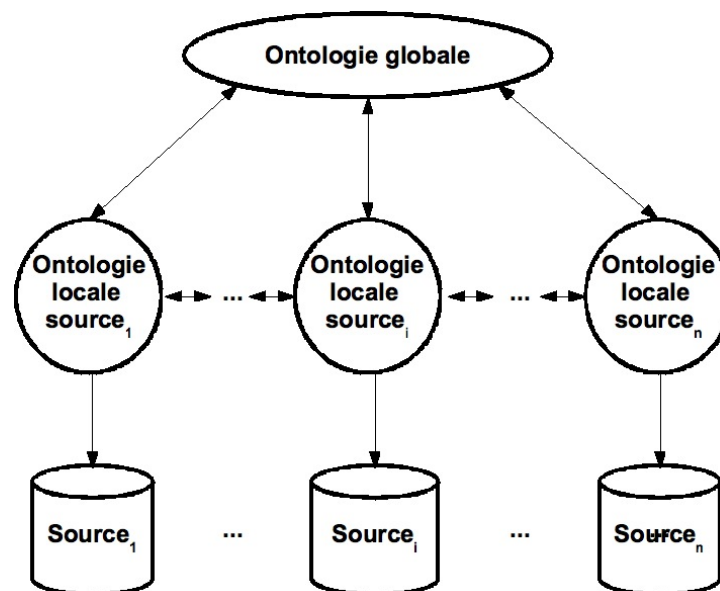 Ontologie globale
Ontologie
locale
source₁
...
Ontologie
locale
sourceᵢ
...
Ontologie
locale
sourceₙ
Source₁
...
Sourceᵢ
...
Sourceₙ